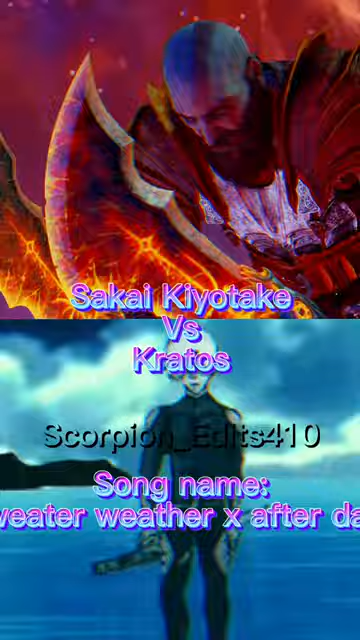 Sakai Kiyotake
Vs
Kratos
Scorpion_Edits410
Song name:
weater weather x after da